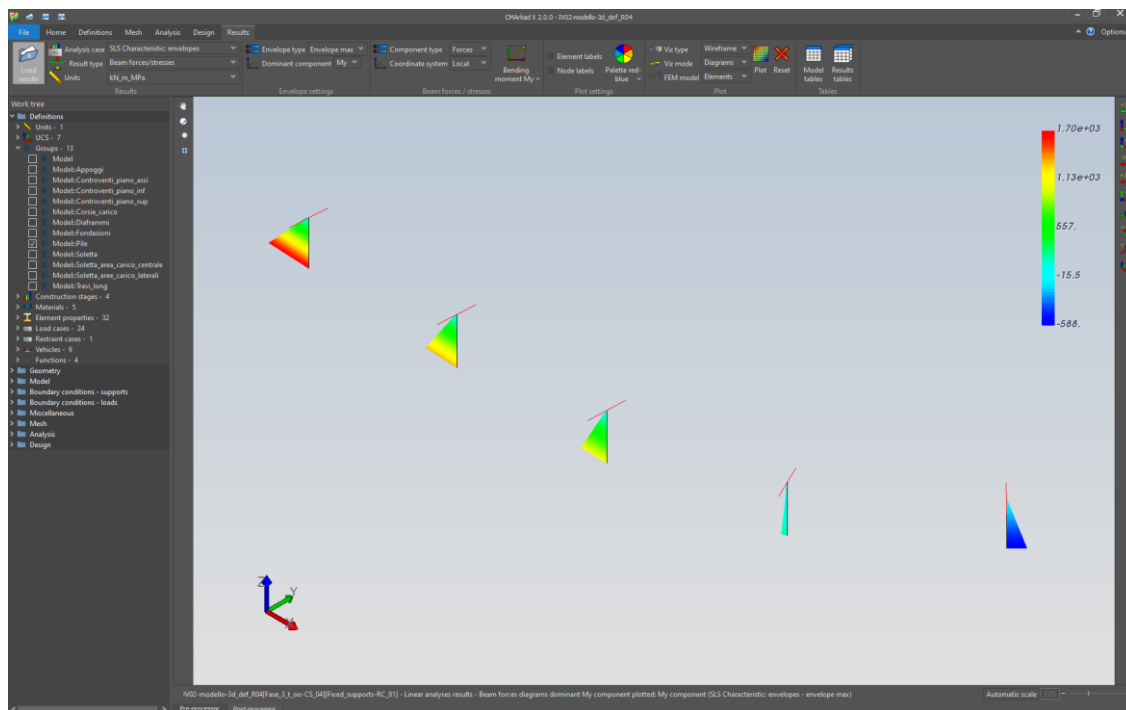 CMArkad X 2.0.0 - IV02-modello-3d_def_R04
File Home Definitions Mesh Analysis Design Results Options
Load results
Analysis case SLS Characteristic: envelopes
Result type Beam forces/stresses
Units kN_m_MPa
Results
Envelope type Envelope max
Dominant component My
Envelope settings
Component type Forces
Coordinate system Local
Bending moment My
Beam forces / stresses
Element labels
Node labels
Palette red-blue
Plot settings
Viz type Wireframe
Viz mode Diagrams
FEM model Elements
Plot Reset
Plot
Model tables
Results tables
Tables
Work tree
Definitions
Units - 1
UCS - 7
Groups - 13
Model
Model::Appoggi
Model::Controventi_piano_assi
Model::Controventi_piano_inf
Model::Controventi_piano_sup
Model::Corsie_carico
Model::Diaframmi
Model::Fondazioni
Model::Pile
Model::Soletta
Model::Soletta_area_carico_centrale
Model::Soletta_aree_carico_laterali
Model::Travi_long
Construction stages - 4
Materials - 5
Element properties - 32
Load cases - 24
Restraint cases - 1
Vehicles - 9
Functions - 4
Geometry
Model
Boundary conditions - supports
Boundary conditions - loads
Miscellaneous
Mesh
Analysis
Design
1.70e+03
1.13e+03
557.
-15.5
-588.
Z
Y
X
IV02-modello-3d_def_R04[Fase_3_t_oo-CS_04][Fixed_supports-RC_01] - Linear analyses results - Beam forces diagrams dominant My component plotted: My component (SLS Characteristic: envelopes - envelope max)
Automatic scale
Pre-processor Post-processor